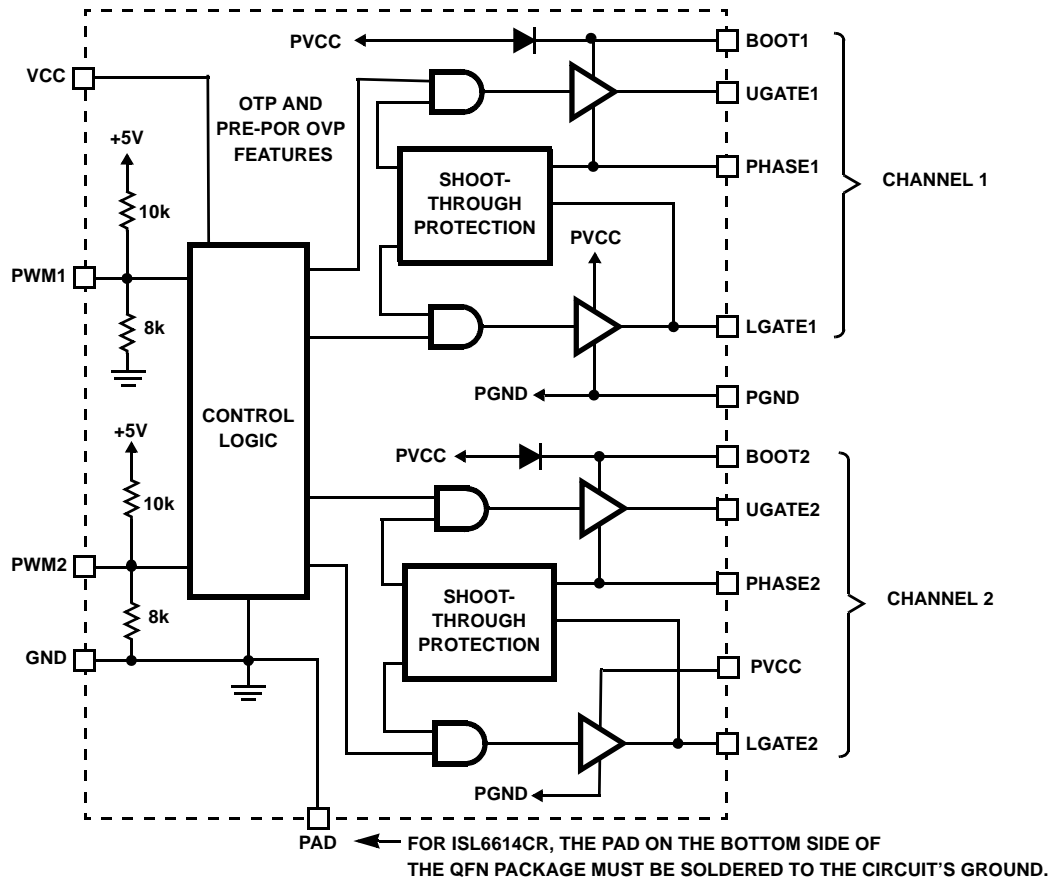 PVCC
BOOT1
VCC
OTP AND
PRE-POR OVP
FEATURES
UGATE1
+5V
10k
SHOOT-
THROUGH
PROTECTION
PHASE1
CHANNEL 1
PVCC
PWM1
8k
LGATE1
PGND
PGND
CONTROL
LOGIC
+5V
PVCC
BOOT2
10k
UGATE2
PWM2
SHOOT-
THROUGH
PROTECTION
PHASE2
CHANNEL 2
8k
GND
PVCC
LGATE2
PGND
PAD
FOR ISL6614CR, THE PAD ON THE BOTTOM SIDE OF
THE QFN PACKAGE MUST BE SOLDERED TO THE CIRCUIT'S GROUND.